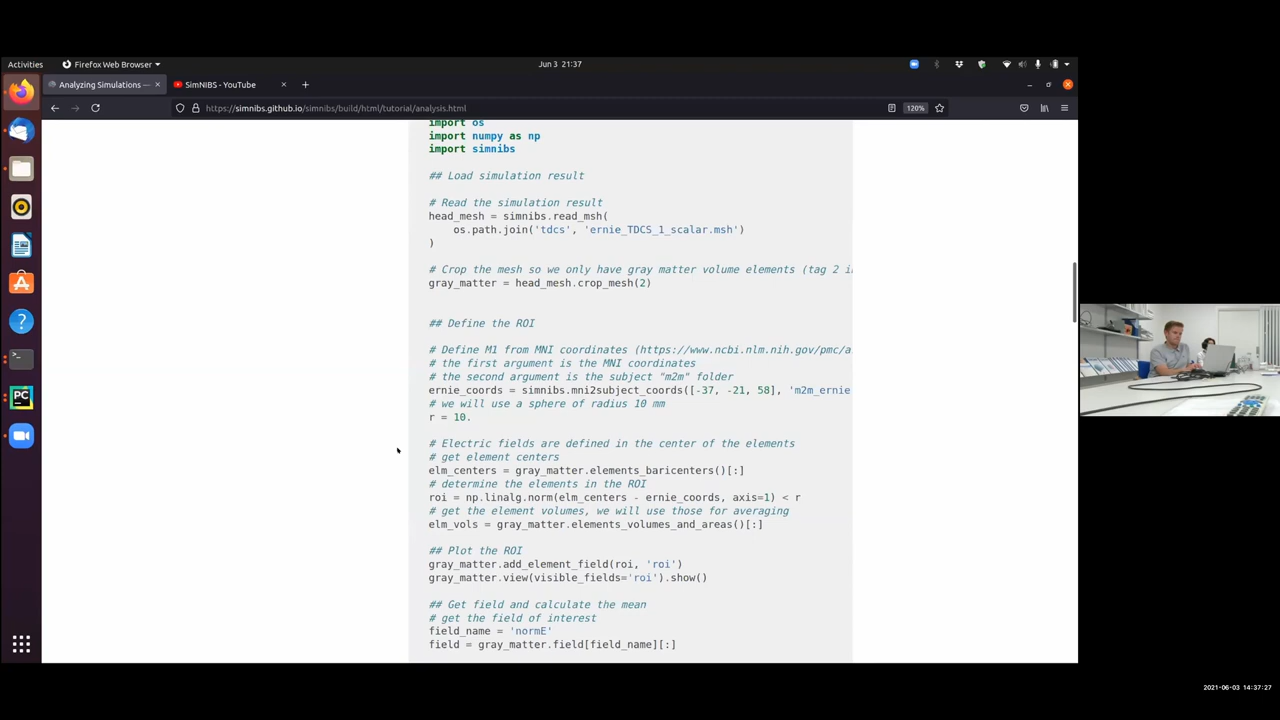 Activities
Firefox Web Browser
Jun 3 21:37
Analyzing Simulations —
SimNIBS - YouTube
https://simnibs.github.io/simnibs/build/html/tutorial/analysis.html
120%
import os
import numpy as np
import simnibs
## Load simulation result
# Read the simulation result
head_mesh = simnibs.read_msh(
os.path.join('tdcs', 'ernie_TDCS_1_scalar.msh')
)
# Crop the mesh so we only have gray matter volume elements (tag 2 i
gray_matter = head_mesh.crop_mesh(2)
## Define the ROI
# Define M1 from MNI coordinates (https://www.ncbi.nlm.nih.gov/pmc/a
# the first argument is the MNI coordinates
# the second argument is the subject "m2m" folder
ernie_coords = simnibs.mni2subject_coords([-37, -21, 58], 'm2m_ernie
# we will use a sphere of radius 10 mm
r = 10.
# Electric fields are defined in the center of the elements
# get element centers
elm_centers = gray_matter.elements_baricenters()[:]
# determine the elements in the ROI
roi = np.linalg.norm(elm_centers - ernie_coords, axis=1) < r
# get the element volumes, we will use those for averaging
elm_vols = gray_matter.elements_volumes_and_areas()[:]
## Plot the ROI
gray_matter.add_element_field(roi, 'roi')
gray_matter.view(visible_fields='roi').show()
## Get field and calculate the mean
# get the field of interest
field_name = 'normE'
field = gray_matter.field[field_name][:]
2021-06-03 14:37:27